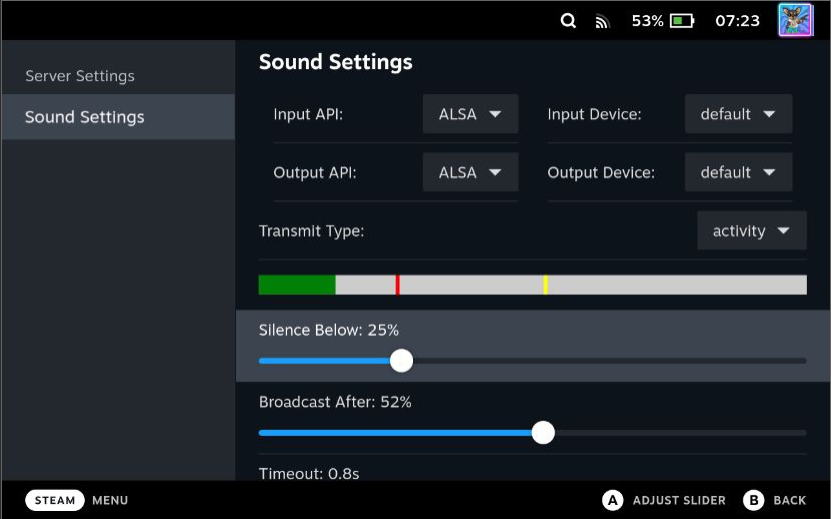 53% 07:23
Server Settings
Sound Settings
Sound Settings
Input API: ALSA Input Device: default
Output API: ALSA Output Device: default
Transmit Type: activity
Silence Below: 25%
Broadcast After: 52%
Timeout: 0.8s
STEAM MENU A ADJUST SLIDER B BACK